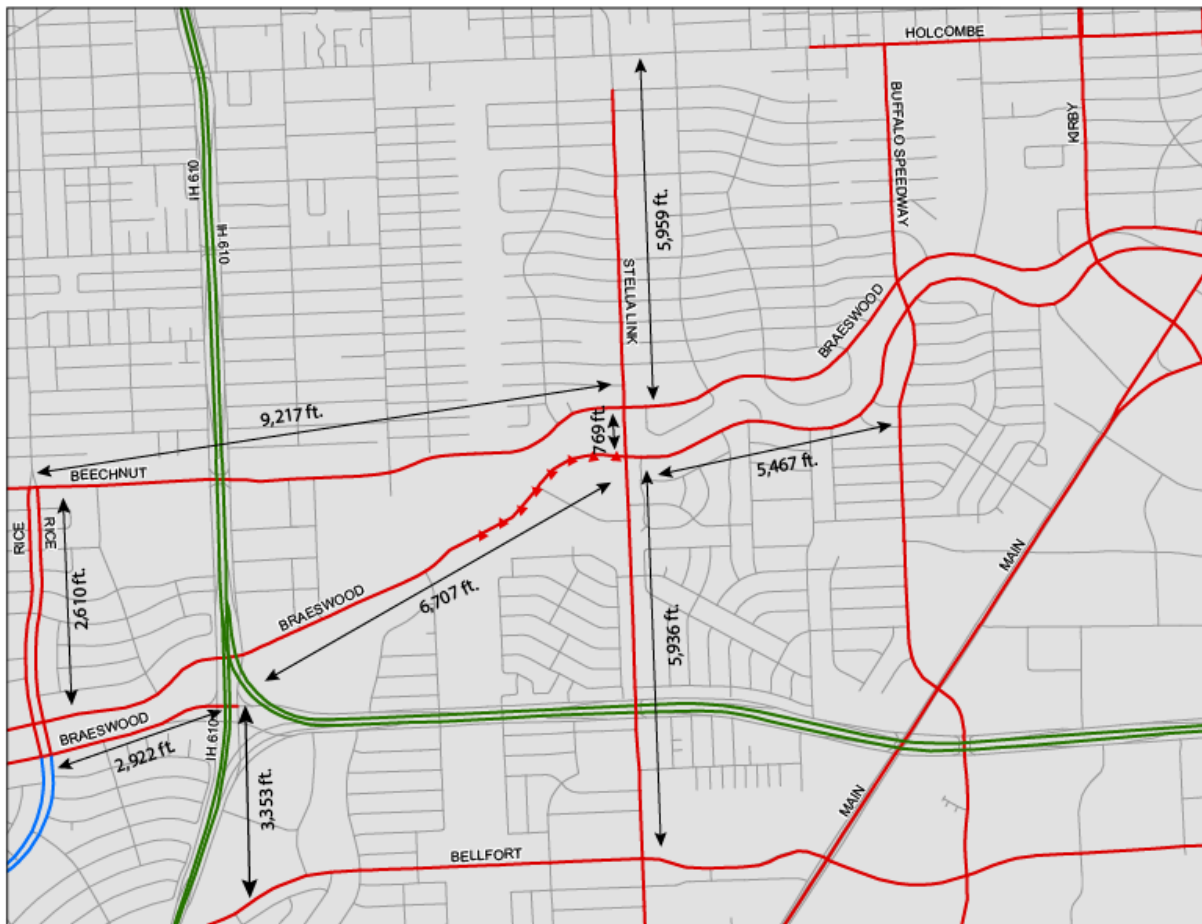 HOLCOMBE
BUFFALO SPEEDWAY
KIRBY
IH 610
IH 610
5,959 ft.
STELLA LINK
BRAESWOOD
9,217 ft.
769 ft.
5,467 ft.
BEECHNUT
RICE
RICE
2,610 ft.
MAIN
BRAESWOOD
6,707 ft.
5,936 ft.
BRAESWOOD
IH 610
2,922 ft.
3,353 ft.
MAIN
BELLFORT